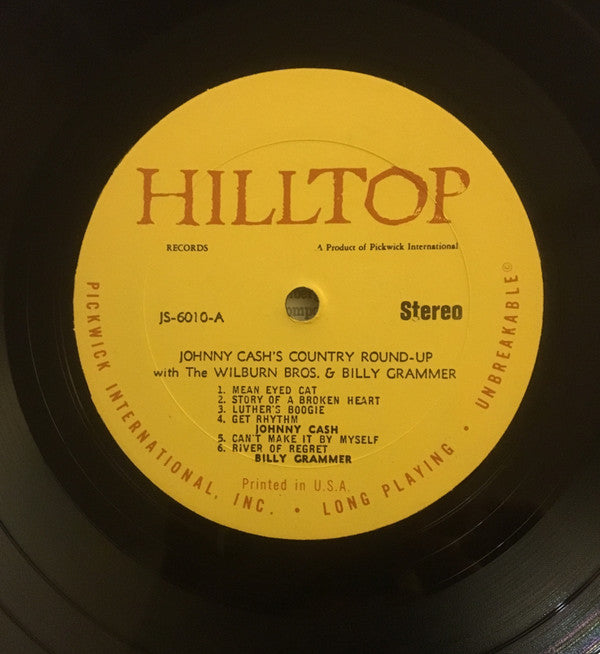 HILLTOP
RECORDS
A Product of Pickwick International
JS-6010-A
Stereo
JOHNNY CASH'S COUNTRY ROUND-UP
with The WILBURN BROS. & BILLY GRAMMER
1. MEAN EYED CAT
2. STORY OF A BROKEN HEART
3. LUTHER'S BOOGIE
4. GET RHYTHM
JOHNNY CASH
5. CAN'T MAKE IT BY MYSELF
6. RIVER OF REGRET
BILLY GRAMMER
Printed in U.S.A.
PICKWICK INTERNATIONAL, INC. • LONG PLAYING • UNBREAKABLE©